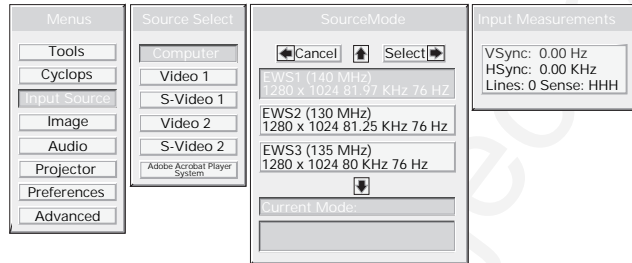 Menus
Tools
Cyclops
Input Source
Image
Audio
Projector
Preferences
Advanced
Source Select
Computer
Video 1
S-Video 1
Video 2
S-Video 2
Adobe Acrobat Player
System
SourceMode
Cancel Select
EWS1 (140 MHz)
1280 x 1024 81.97 KHz 76 HZ
EWS2 (130 MHz)
1280 x 1024 81.25 KHz 76 Hz
EWS3 (135 MHz)
1280 x 1024 80 KHz 76 Hz
Current Mode:
Input Measurements
VSync: 0.00 Hz
HSync: 0.00 KHz
Lines: 0 Sense: HHH